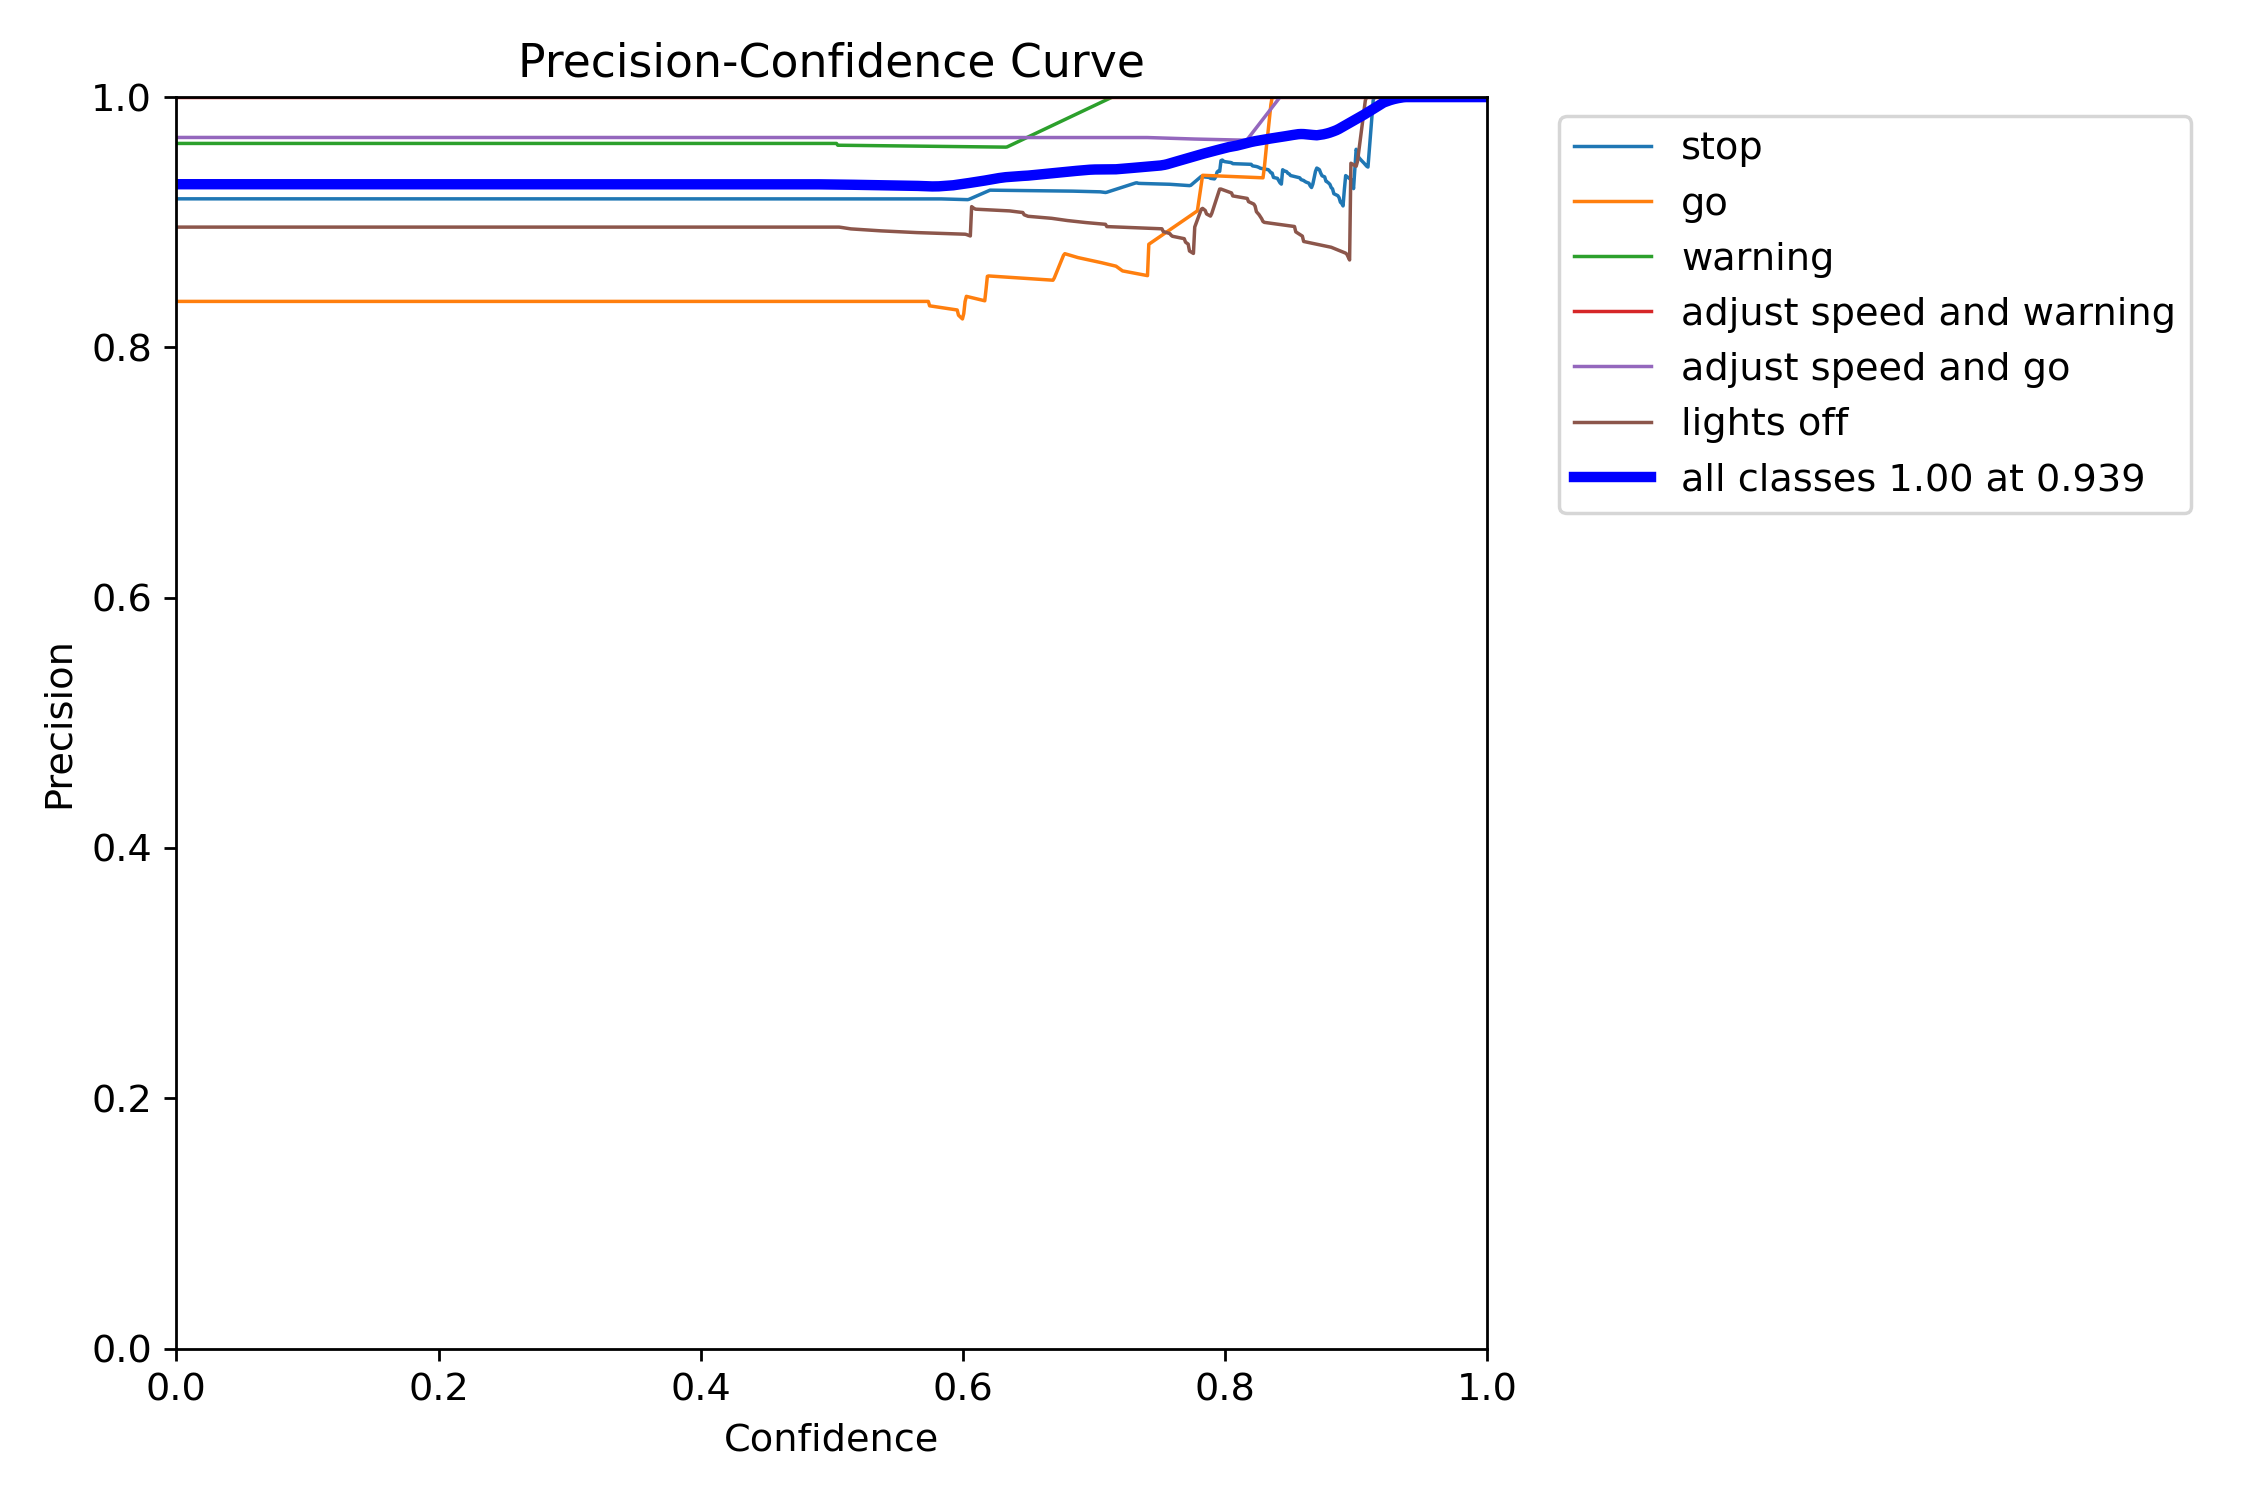 Precision-Confidence Curve
1.0
0.8
0.6
0.4
0.2
0.0
Precision
0.0 0.2 0.4 0.6 0.8 1.0
Confidence
stop
go
warning
adjust speed and warning
adjust speed and go
lights off
all classes 1.00 at 0.939